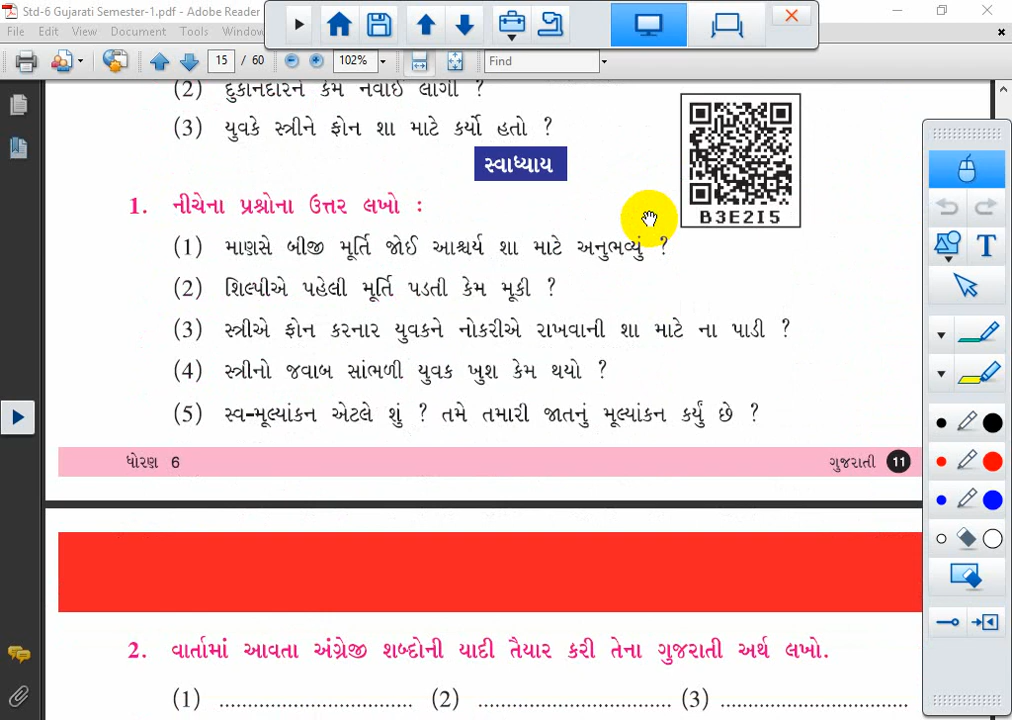 Std-6 Gujarati Semester-1.pdf - Adobe Reader
File Edit View Document Tools Window
15 / 60 102% Find
(2) દુકાનદારને કેમ નવાઈ લાગી ?
(3) યુવકે સ્ત્રીને ફોન શા માટે કર્યો હતો ?
સ્વાધ્યાય
B3E2I5
1. નીચેના પ્રશ્નોના ઉત્તર લખો :
(1) માણસે બીજી મૂર્તિ જોઈ આશ્ચર્ય શા માટે અનુભવ્યું ?
(2) શિલ્પીએ પહેલી મૂર્તિ પડતી કેમ મૂકી ?
(3) સ્ત્રીએ ફોન કરનાર યુવકને નોકરીએ રાખવાની શા માટે ના પાડી ?
(4) સ્ત્રીનો જવાબ સાંભળી યુવક ખુશ કેમ થયો ?
(5) સ્વ-મૂલ્યાંકન એટલે શું ? તમે તમારી જાતનું મૂલ્યાંકન કર્યું છે ?
ધોરણ 6 ગુજરાતી 11
2. વાર્તામાં આવતા અંગ્રેજી શબ્દોની યાદી તૈયાર કરી તેના ગુજરાતી અર્થ લખો.
(1) ................................... (2) ................................... (3) ...................................
T